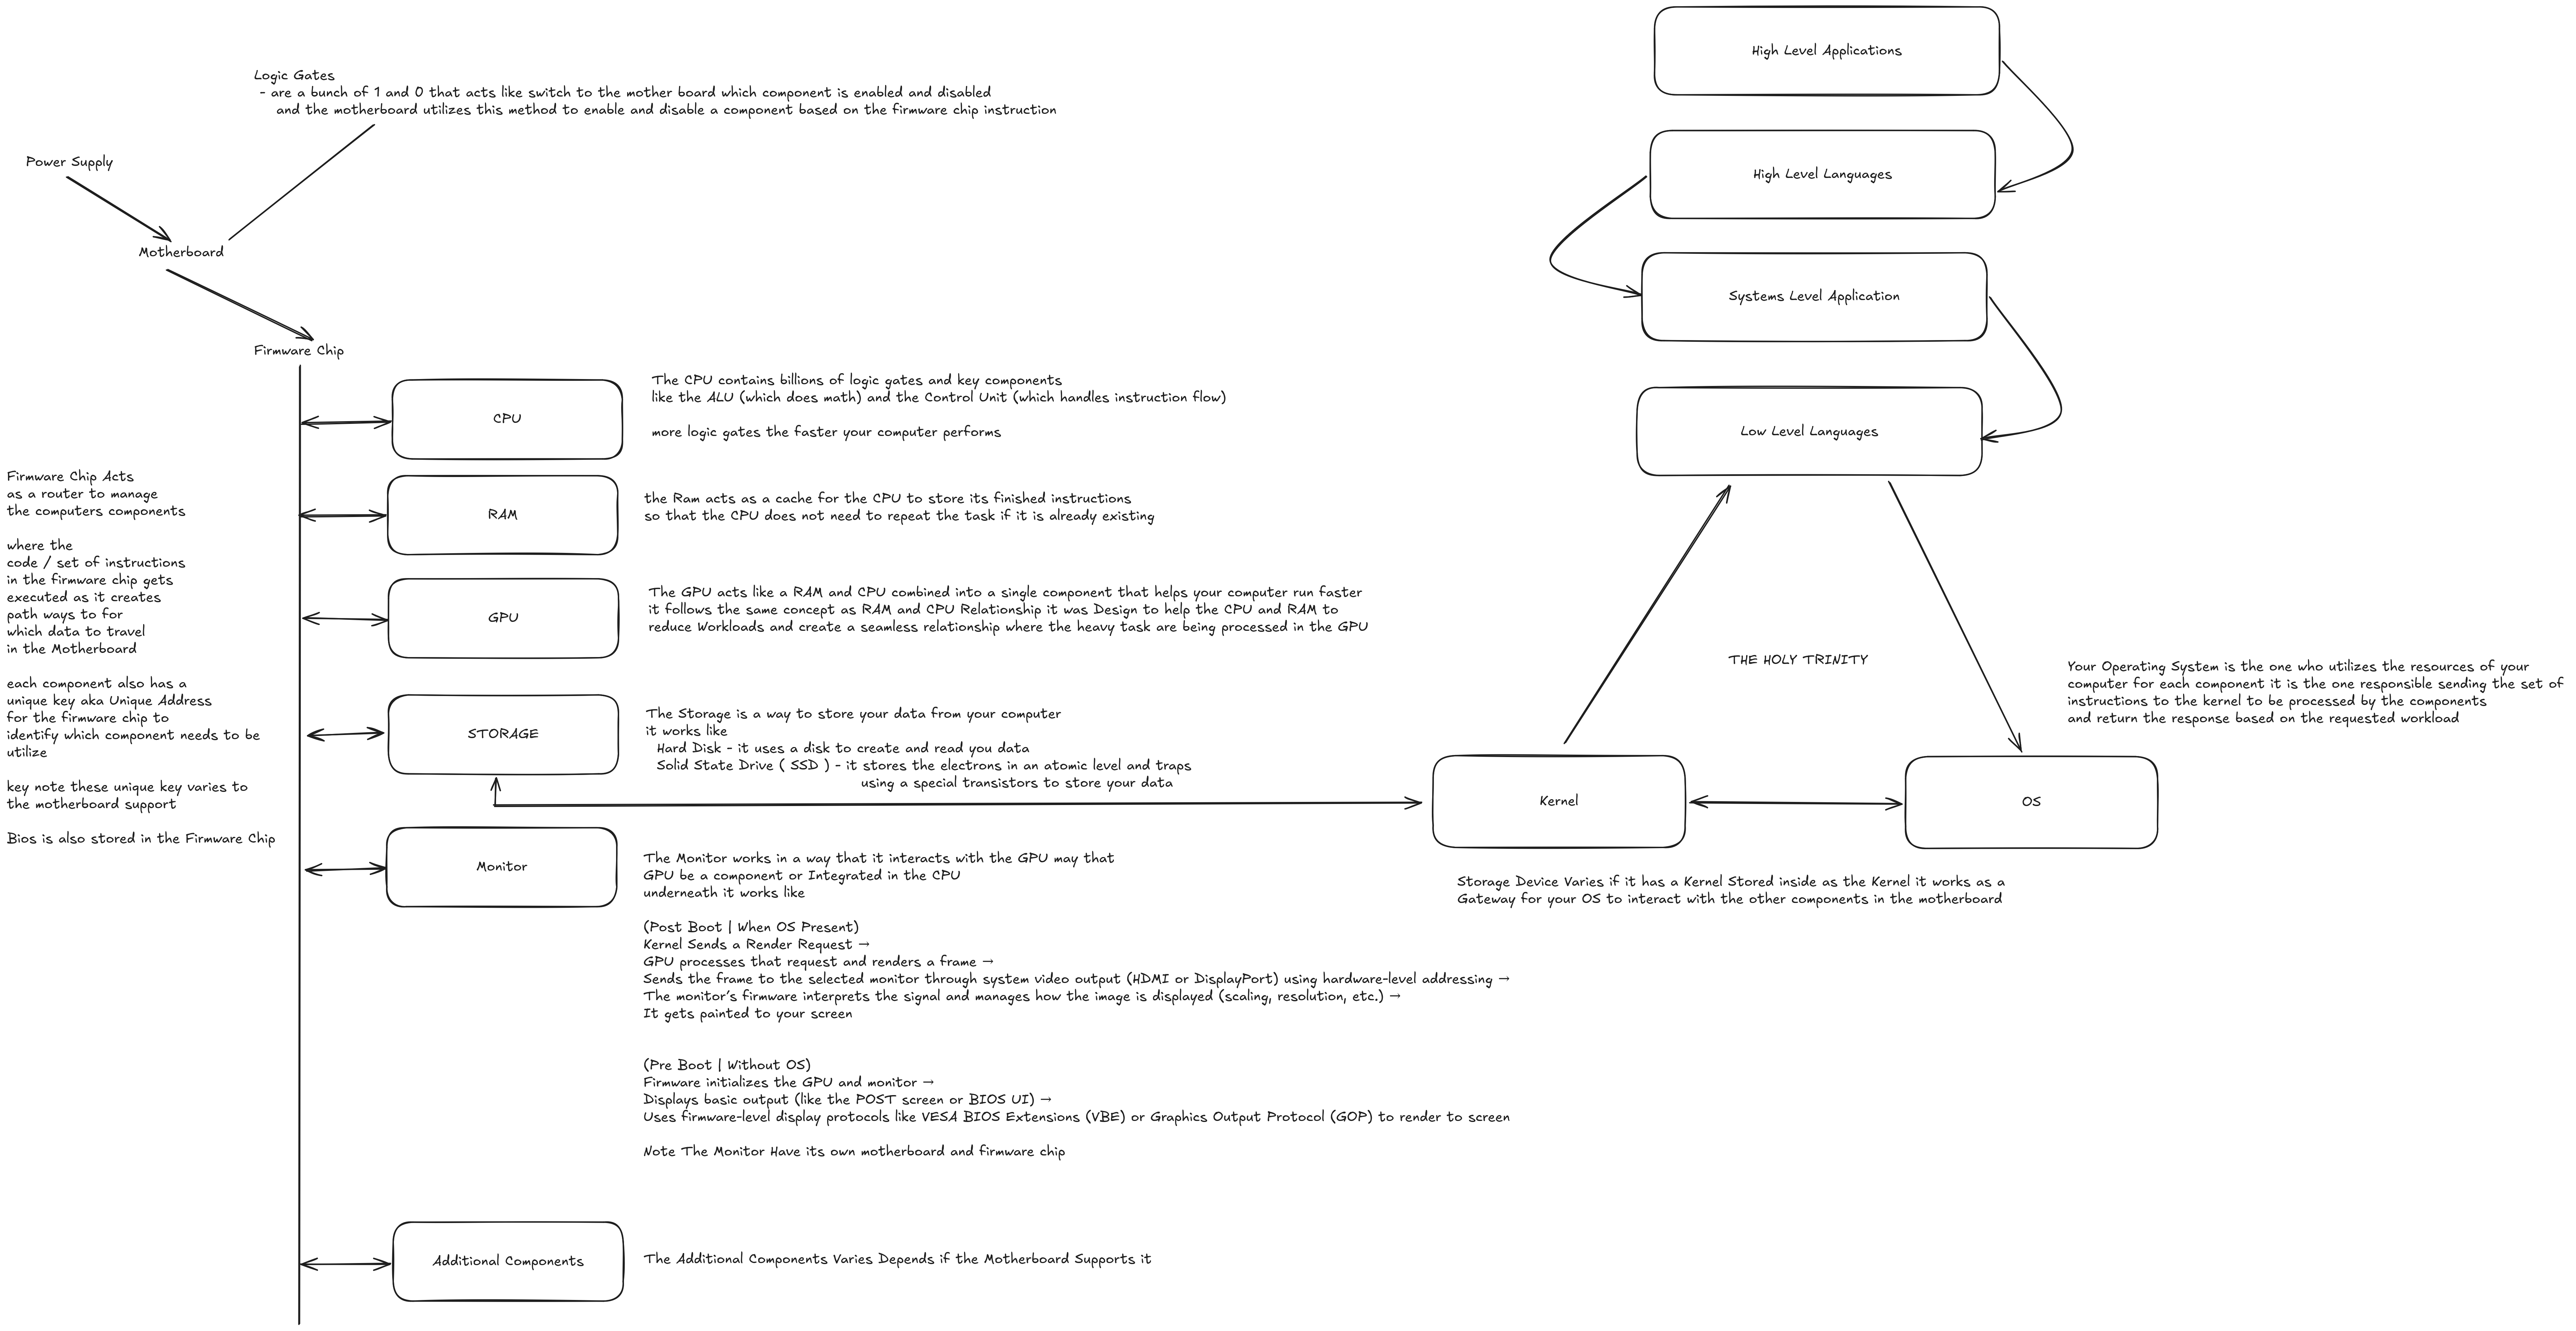 Logic Gates
- are a bunch of 1 and 0 that acts like switch to the mother board which component is enabled and disabled
and the motherboard utilizes this method to enable and disable a component based on the firmware chip instruction
Power Supply
Motherboard
Firmware Chip
Firmware Chip Acts
as a router to manage
the computers components
where the
code / set of instructions
in the firmware chip gets
executed as it creates
path ways to for
which data to travel
in the Motherboard
each component also has a
unique key aka Unique Address
for the firmware chip to
identify which component needs to be
utilize
key note these unique key varies to
the motherboard support
Bios is also stored in the Firmware Chip
CPU
The CPU contains billions of logic gates and key components
like the ALU (which does math) and the Control Unit (which handles instruction flow)
more logic gates the faster your computer performs
RAM
the Ram acts as a cache for the CPU to store its finished instructions
so that the CPU does not need to repeat the task if it is already existing
GPU
The GPU acts like a RAM and CPU combined into a single component that helps your computer run faster
it follows the same concept as RAM and CPU Relationship it was Design to help the CPU and RAM to
reduce Workloads and create a seamless relationship where the heavy task are being processed in the GPU
STORAGE
The Storage is a way to store your data from your computer
it works like
Hard Disk - it uses a disk to create and read you data
Solid State Drive ( SSD ) - it stores the electrons in an atomic level and traps
using a special transistors to store your data
Monitor
The Monitor works in a way that it interacts with the GPU may that
GPU be a component or Integrated in the CPU
underneath it works like
(Post Boot | When OS Present)
Kernel Sends a Render Request →
GPU processes that request and renders a frame →
Sends the frame to the selected monitor through system video output (HDMI or DisplayPort) using hardware-level addressing →
The monitor's firmware interprets the signal and manages how the image is displayed (scaling, resolution, etc.) →
It gets painted to your screen
(Pre Boot | Without OS)
Firmware initializes the GPU and monitor →
Displays basic output (like the POST screen or BIOS UI) →
Uses firmware-level display protocols like VESA BIOS Extensions (VBE) or Graphics Output Protocol (GOP) to render to screen
Note The Monitor Have its own motherboard and firmware chip
Additional Components
The Additional Components Varies Depends if the Motherboard Supports it
High Level Applications
High Level Languages
Systems Level Application
Low Level Languages
THE HOLY TRINITY
Kernel
OS
Your Operating System is the one who utilizes the resources of your
computer for each component it is the one responsible sending the set of
instructions to the kernel to be processed by the components
and return the response based on the requested workload
Storage Device Varies if it has a Kernel Stored inside as the Kernel it works as a
Gateway for your OS to interact with the other components in the motherboard